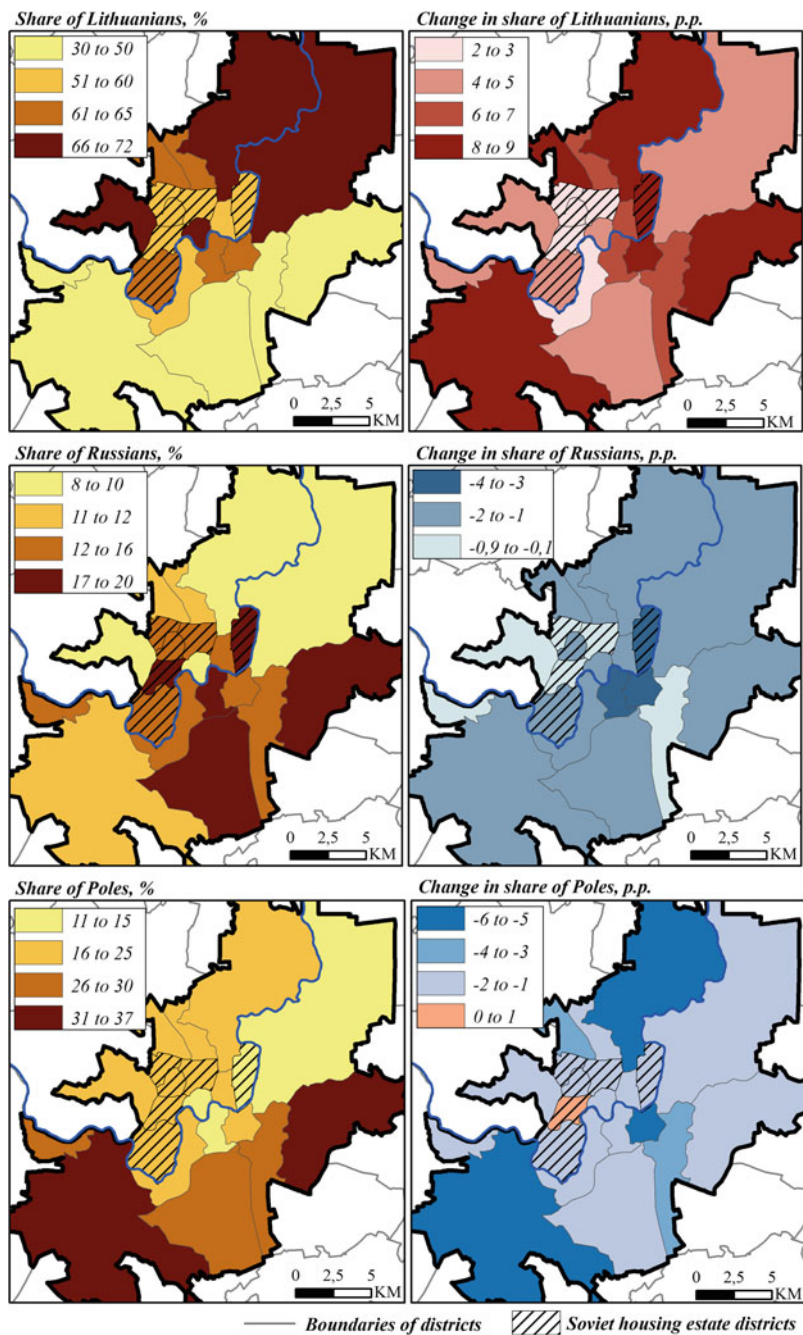 Share of Lithuanians, %
30 to 50
51 to 60
61 to 65
66 to 72
0 2,5 5
KM
Change in share of Lithuanians, p.p.
2 to 3
4 to 5
6 to 7
8 to 9
0 2,5 5
KM
Share of Russians, %
8 to 10
11 to 12
12 to 16
17 to 20
0 2,5 5
KM
Change in share of Russians, p.p.
-4 to -3
-2 to -1
-0,9 to -0,1
0 2,5 5
KM
Share of Poles, %
11 to 15
16 to 25
26 to 30
31 to 37
0 2,5 5
KM
Change in share of Poles, p.p.
-6 to -5
-4 to -3
-2 to -1
0 to 1
0 2,5 5
KM
Boundaries of districts
Soviet housing estate districts